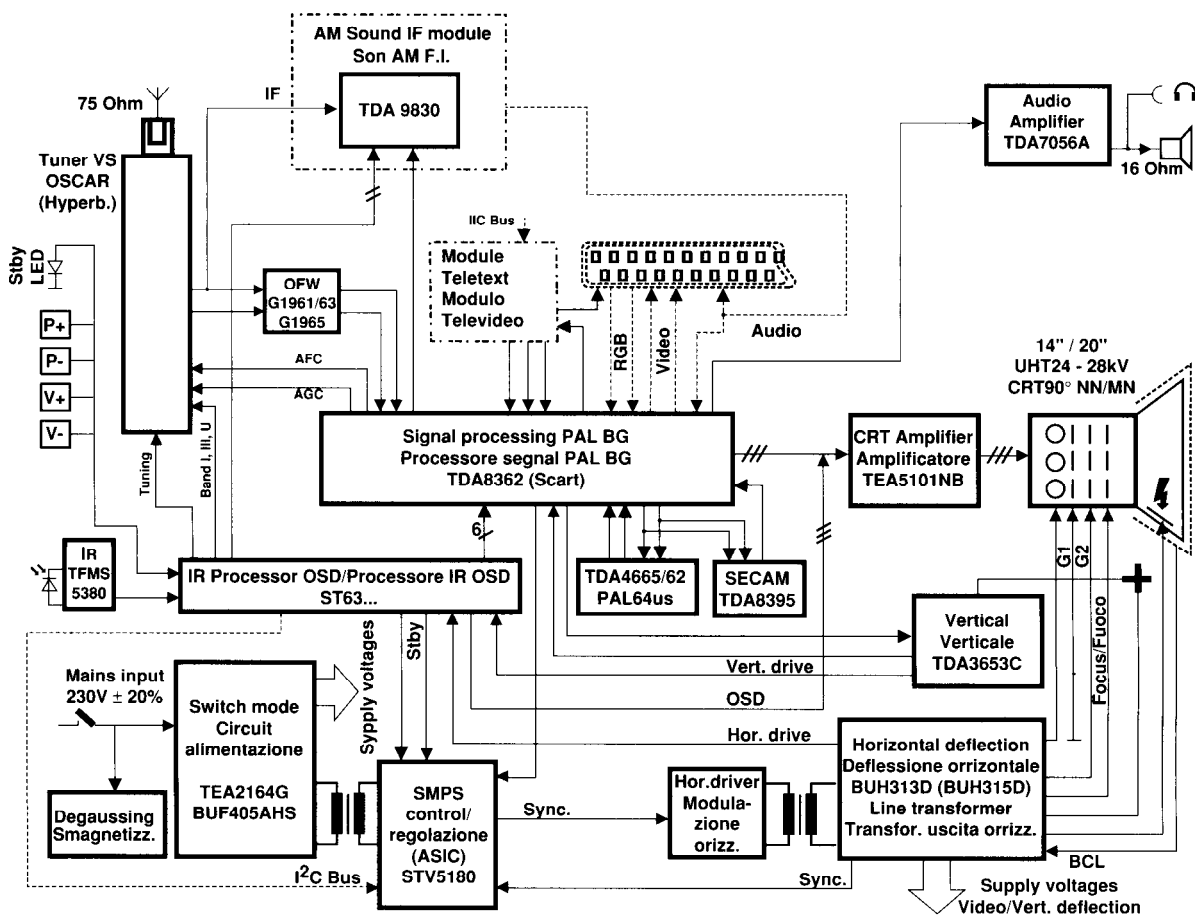 AM Sound IF module
Son AM F.I.
TDA 9830
IF
75 Ohm
Tuner VS
OSCAR
(Hyperb.)
Audio
Amplifier
TDA7056A
16 Ohm
Stby
LED
P+
P-
V+
V-
OFW
G1961/63
G1965
IIC Bus
Module
Teletext
Modulo
Televideo
RGB
Video
Audio
AFC
AGC
Tuning
Band I, III, U
14" / 20"
UHT24 - 28kV
CRT90° NN/MN
Signal processing PAL BG
Processore segnal PAL BG
TDA8362 (Scart)
CRT Amplifier
Amplificatore
TEA5101NB
G1
G2
Focus/Fuoco
6
IR
TFMS
5380
IR Processor OSD/Processore IR OSD
ST63...
TDA4665/62
PAL64us
SECAM
TDA8395
Vertical
Verticale
TDA3653C
Mains input
230V ± 20%
Switch mode
Circuit
alimentazione
TEA2164G
BUF405AHS
Sypply voltages
Stby
Vert. drive
OSD
Hor. drive
Degaussing
Smagnetizz.
SMPS
control/
regolazione
(ASIC)
STV5180
I²C Bus
Sync.
Hor.driver
Modula-
zione
orizz.
Horizontal deflection
Deflessione orrizontale
BUH313D (BUH315D)
Line transformer
Transfor. uscita orrizz.
Sync.
BCL
Supply voltages
Video/Vert. deflection